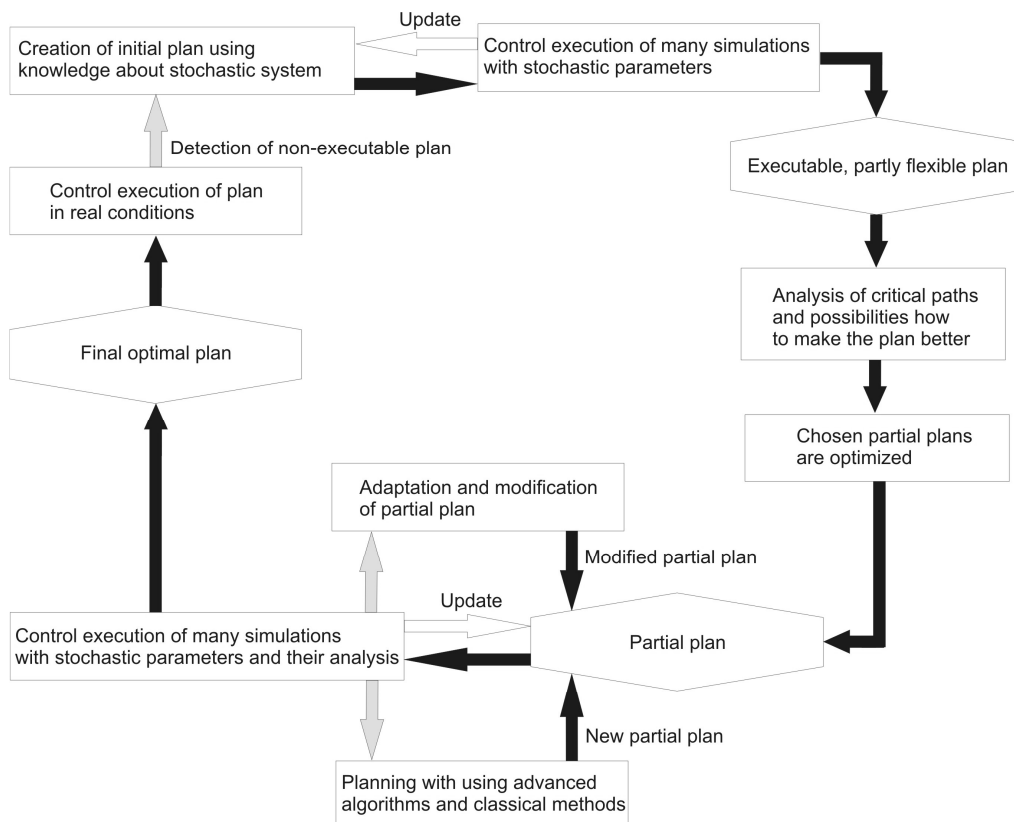 Update
Creation of initial plan using
knowledge about stochastic system
Control execution of many simulations
with stochastic parameters
Detection of non-executable plan
Executable, partly flexible plan
Control execution of plan
in real conditions
Analysis of critical paths
and possibilities how
to make the plan better
Final optimal plan
Chosen partial plans
are optimized
Adaptation and modification
of partial plan
Modified partial plan
Update
Control execution of many simulations
with stochastic parameters and their analysis
Partial plan
New partial plan
Planning with using advanced
algorithms and classical methods